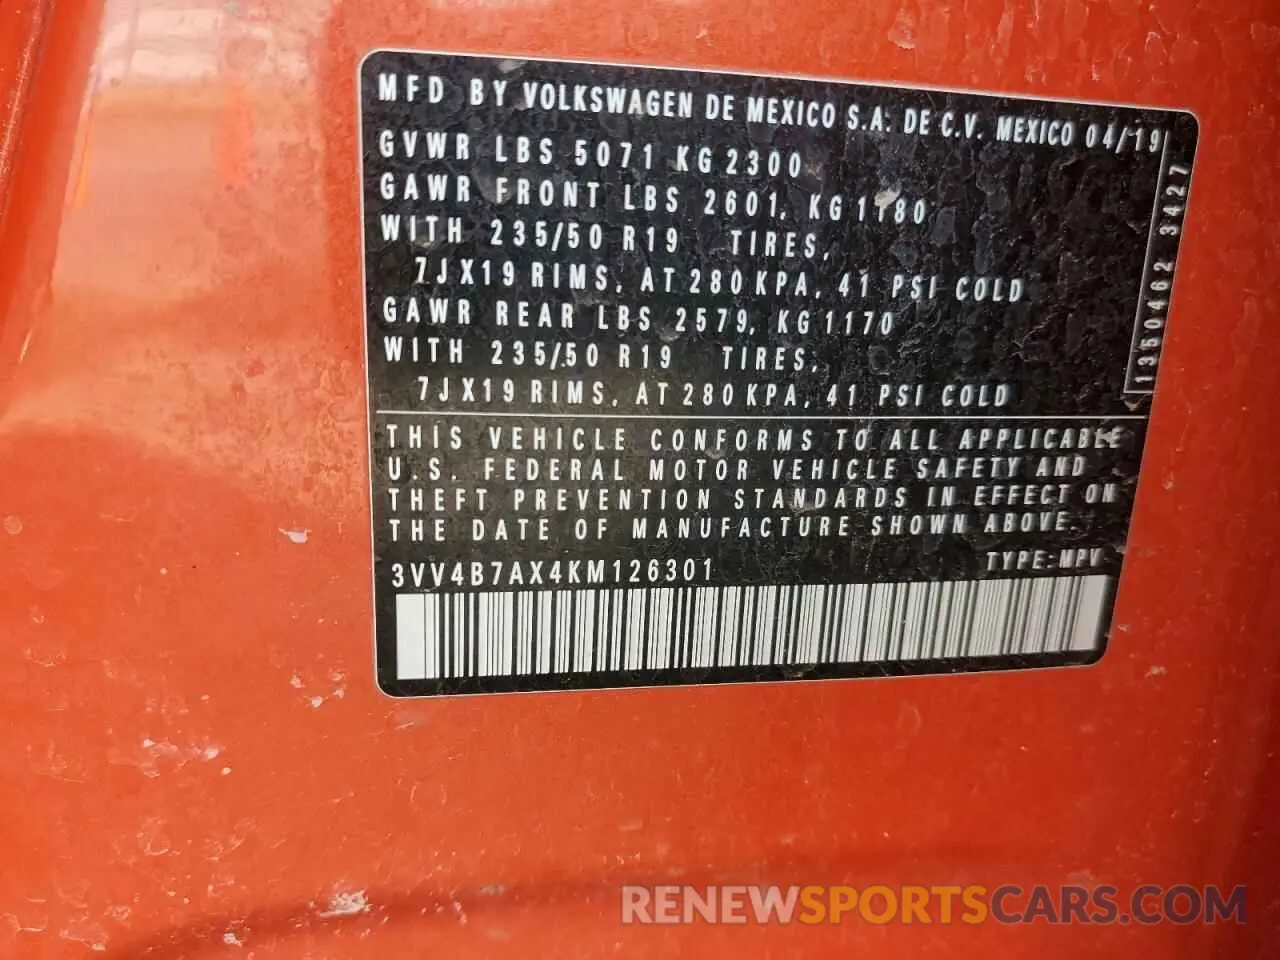 MFD BY VOLKSWAGEN DE MEXICO S.A. DE C.V. MEXICO 04/19
GVWR LBS 5071 KG 2300
GAWR FRONT LBS 2601, KG 1180
WITH 235/50 R19 TIRES,
7JX19 RIMS, AT 280 KPA, 41 PSI COLD
GAWR REAR LBS 2579, KG 1170
WITH 235/50 R19 TIRES,
7JX19 RIMS, AT 280 KPA, 41 PSI COLD
1350462 3427
THIS VEHICLE CONFORMS TO ALL APPLICABLE
U.S. FEDERAL MOTOR VEHICLE SAFETY AND
THEFT PREVENTION STANDARDS IN EFFECT ON
THE DATE OF MANUFACTURE SHOWN ABOVE.
3VV4B7AX4KM126301 TYPE:MPV
RENEWSPORTSCARS.COM